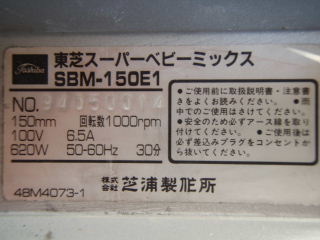 Toshiba
東芝スーパーベビーミックス
SBM-150E1
NO.
150mm 回転数1000rpm
100V 6.5A
620W 50-60Hz 30分
●ご使用前に取扱説明書・注意書
きをよくお読みください。●雨
中でのご使用はさけてください。
●安全のため必ずアース線を取り
付けてください。●ご使用後は
必ず差込みプラグをコンセントか
ら抜いてください。
48M4073-1
株式会社 芝浦製作所